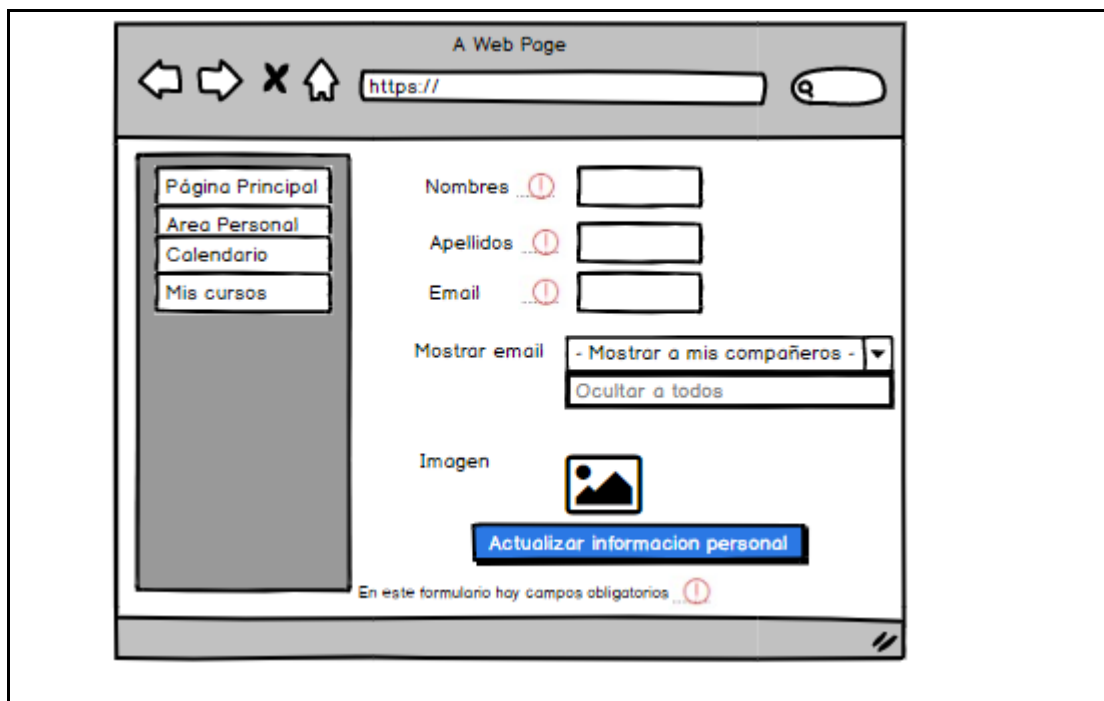 A Web Page
https://
Página Principal
Area Personal
Calendario
Mis cursos
Nombres
Apellidos
Email
Mostrar email
- Mostrar a mis compañeros -
Ocultar a todos
Imagen
Actualizar informacion personal
En este formulario hay campos obligatorios